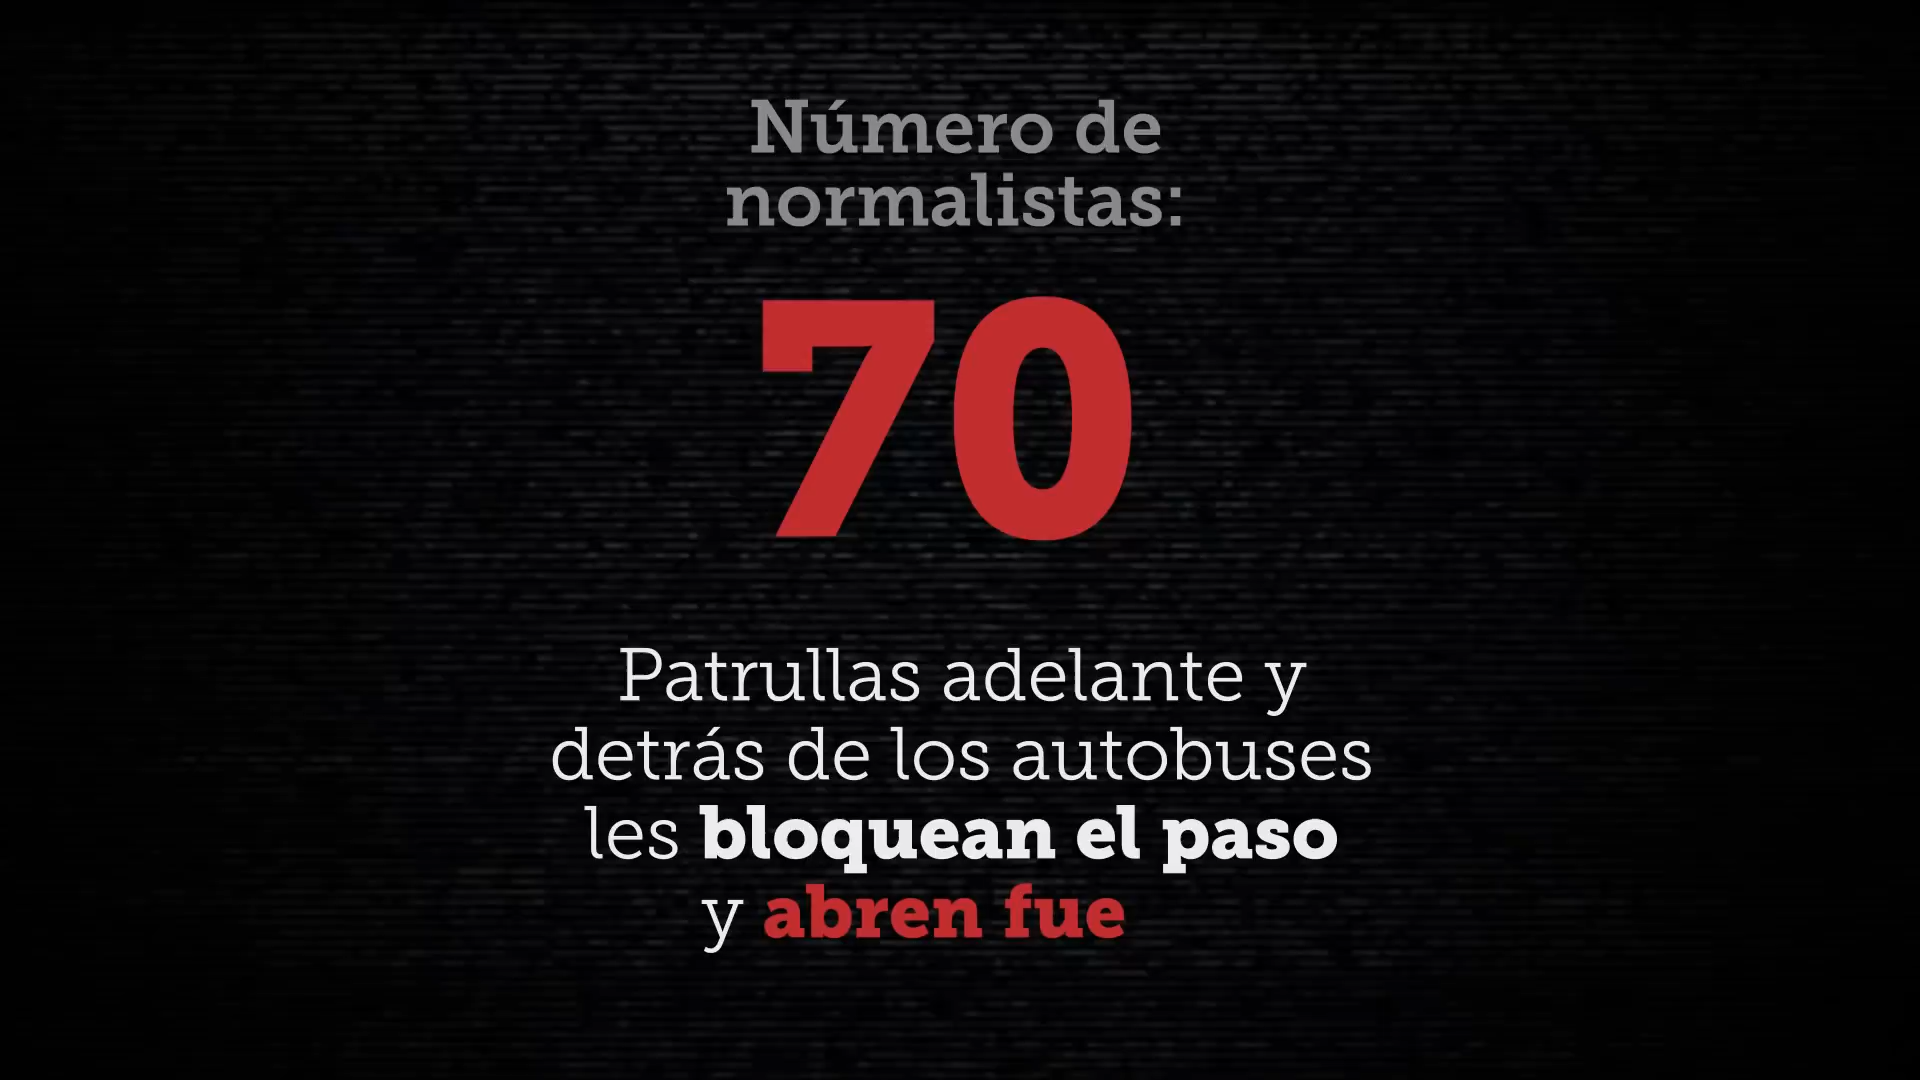 Número de
normalistas:
70
Patrullas adelante y
detrás de los autobuses
les bloquean el paso
y abren fue